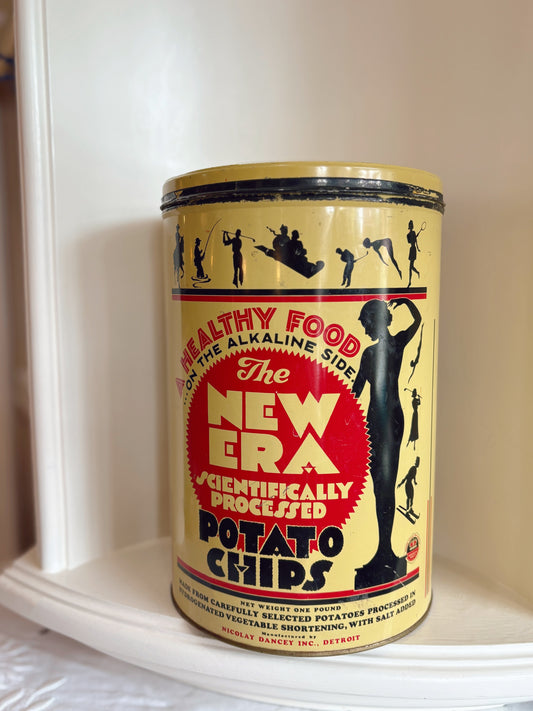 A HEALTHY FOOD
...ON THE ALKALINE SIDE
The
NEW
ERA
SCIENTIFICALLY
PROCESSED
POTATO
CHIPS
NET WEIGHT ONE POUND
MADE FROM CAREFULLY SELECTED POTATOES PROCESSED IN
HYDROGENATED VEGETABLE SHORTENING, WITH SALT ADDED
Manufactured by
NICOLAY DANCEY INC., DETROIT